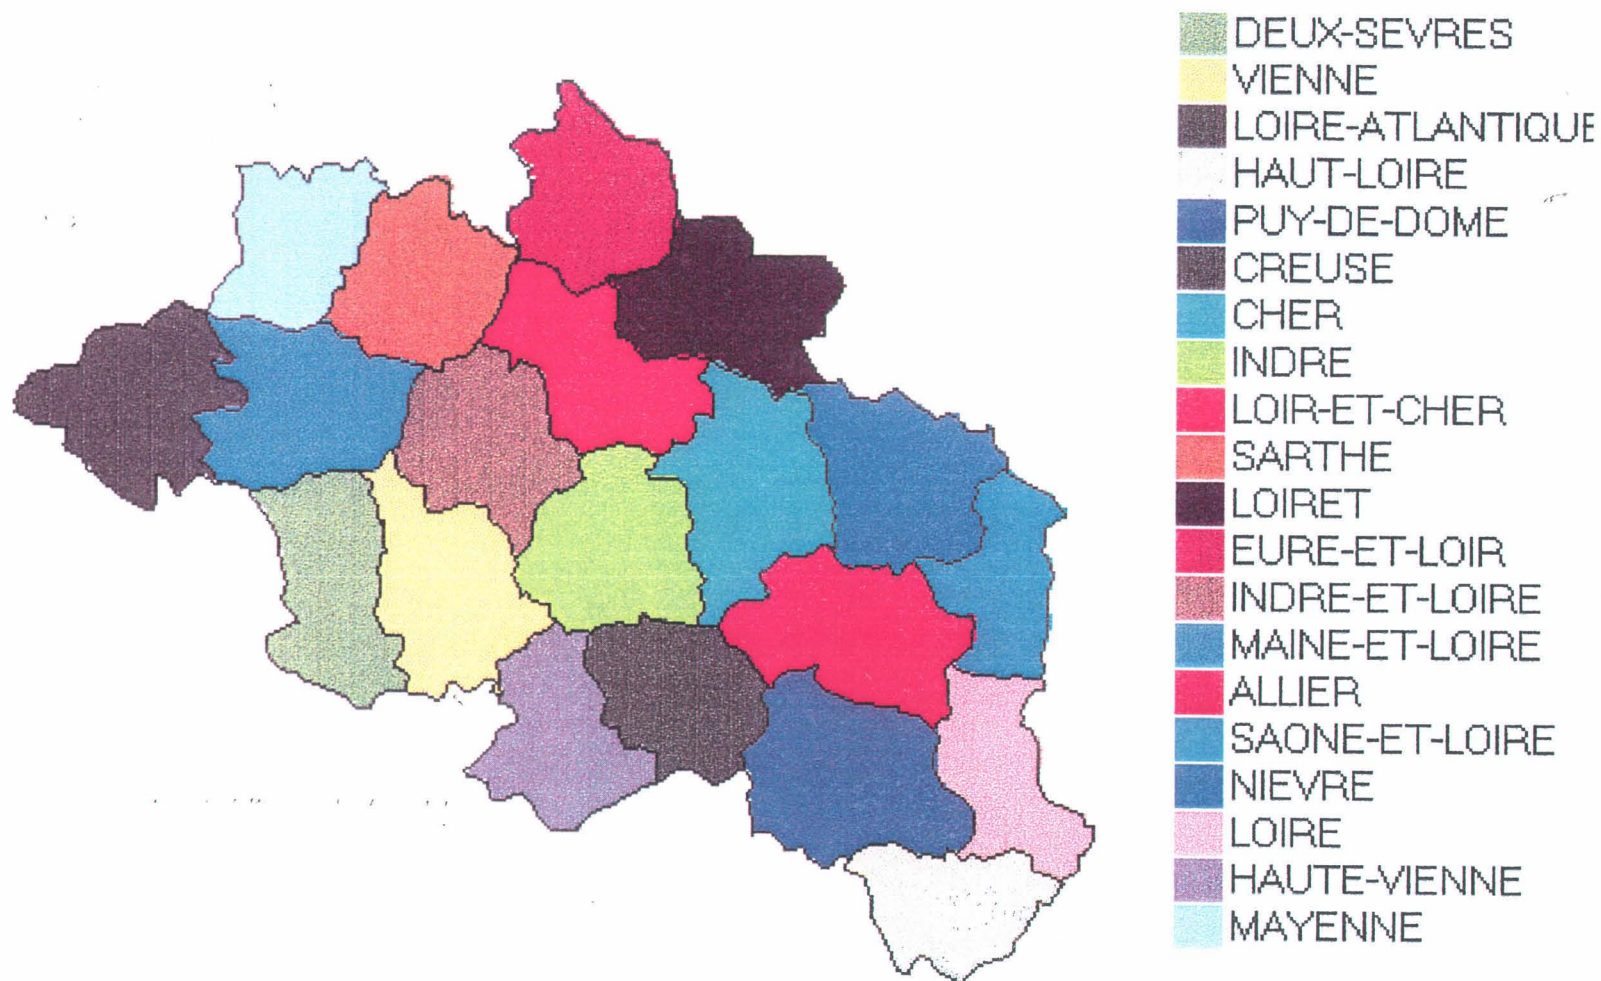 DEUX-SEVRES
VIENNE
LOIRE-ATLANTIQUE
HAUT-LOIRE
PUY-DE-DOME
CREUSE
CHER
INDRE
LOIR-ET-CHER
SARTHE
LOIRET
EURE-ET-LOIR
INDRE-ET-LOIRE
MAINE-ET-LOIRE
ALLIER
SAONE-ET-LOIRE
NIEVRE
LOIRE
HAUTE-VIENNE
MAYENNE